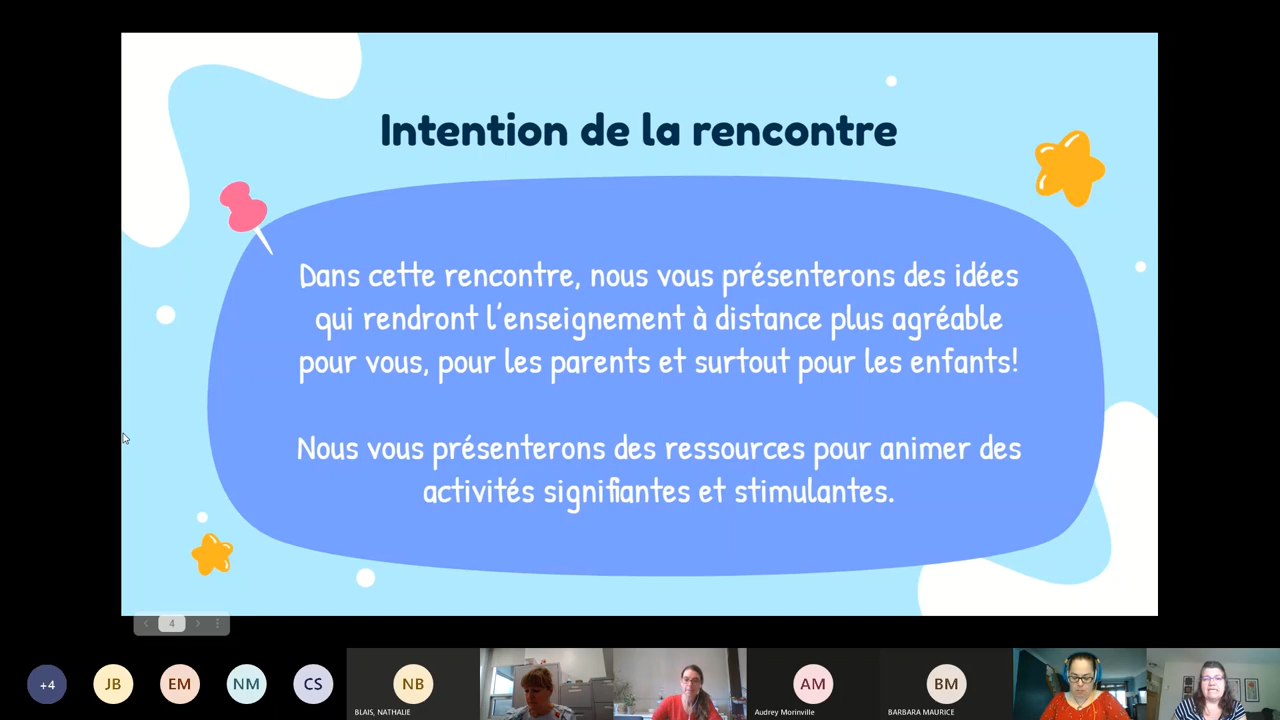 Intention de la rencontre
Dans cette rencontre, nous vous présenterons des idées
qui rendront l'enseignement à distance plus agréable
pour vous, pour les parents et surtout pour les enfants!
Nous vous présenterons des ressources pour animer des
activités signifiantes et stimulantes.
4
+4
JB
EM
NM
CS
NB
AM
BM
BLAIS, NATHALIE
Audrey Morinville
BARBARA MAURICE